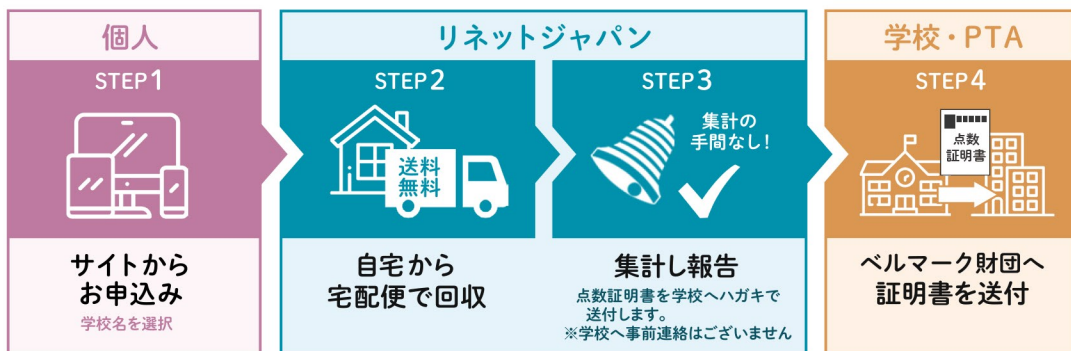 個人
STEP1
サイトから
お申込み
学校名を選択
リネットジャパン
STEP2
送料
無料
自宅から
宅配便で回収
STEP3
集計の
手間なし!
集計し報告
点数証明書を学校へハガキで
送付します。
※学校へ事前連絡はございません
学校・PTA
STEP4
点数
証明書
ベルマーク財団へ
証明書を送付